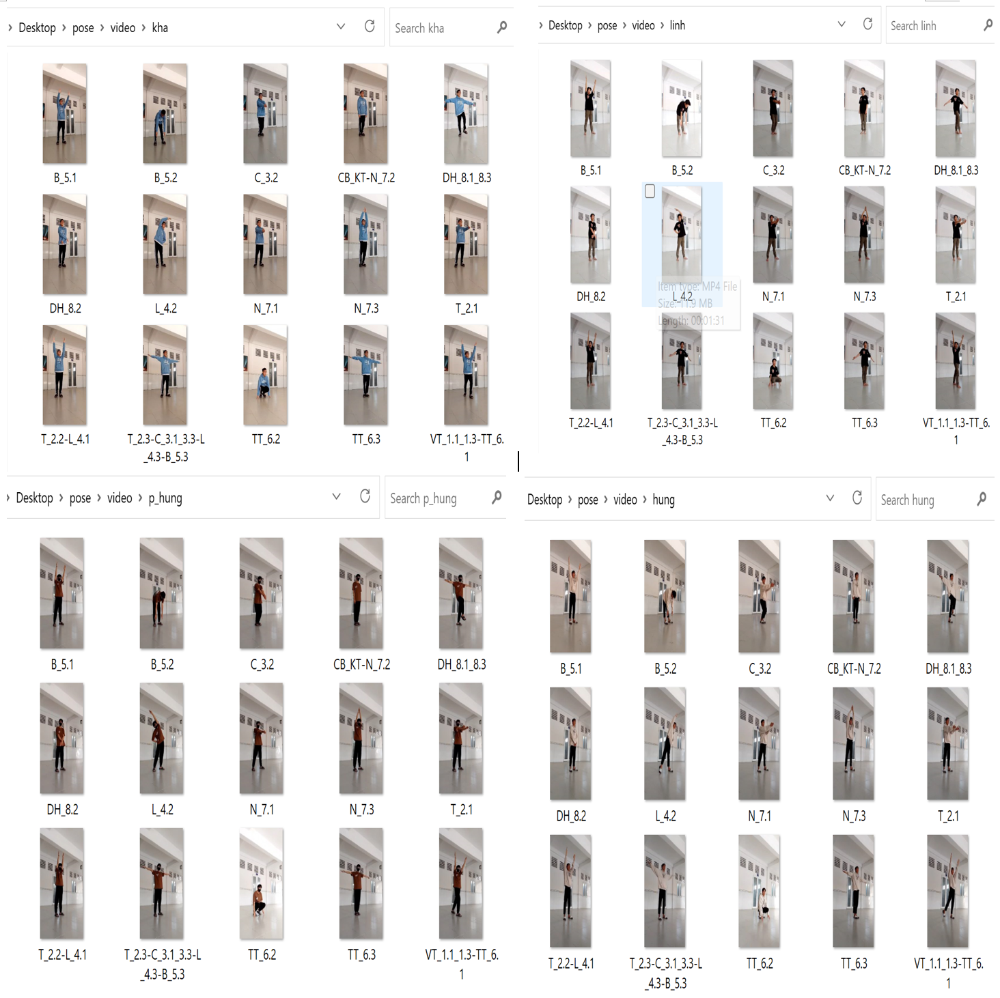 › Desktop › pose › video › kha
Search kha
B_5.1 B_5.2 C_3.2 CB_KT-N_7.2 DH_8.1_8.3
DH_8.2 L_4.2 N_7.1 N_7.3 T_2.1
T_2.2-L_4.1 T_2.3-C_3.1_3.3-L TT_6.2 TT_6.3 VT_1.1_1.3-TT_6.
_4.3-B_5.3 1
› Desktop › pose › video › linh
Search linh
B_5.1 B_5.2 C_3.2 CB_KT-N_7.2 DH_8.1_8.3
Item type: MP4 File
DH_8.2 L_4.2 N_7.1 N_7.3 T_2.1
Size: 11.9 MB
Length: 00:01:31
T_2.2-L_4.1 T_2.3-C_3.1_3.3-L TT_6.2 TT_6.3 VT_1.1_1.3-TT_6.
_4.3-B_5.3 1
› Desktop › pose › video › p_hung
Search p_hung
B_5.1 B_5.2 C_3.2 CB_KT-N_7.2 DH_8.1_8.3
DH_8.2 L_4.2 N_7.1 N_7.3 T_2.1
T_2.2-L_4.1 T_2.3-C_3.1_3.3-L TT_6.2 TT_6.3 VT_1.1_1.3-TT_6.
_4.3-B_5.3 1
Desktop › pose › video › hung
Search hung
B_5.1 B_5.2 C_3.2 CB_KT-N_7.2 DH_8.1_8.3
DH_8.2 L_4.2 N_7.1 N_7.3 T_2.1
T_2.2-L_4.1 T_2.3-C_3.1_3.3-L TT_6.2 TT_6.3 VT_1.1_1.3-TT_6.
_4.3-B_5.3 1